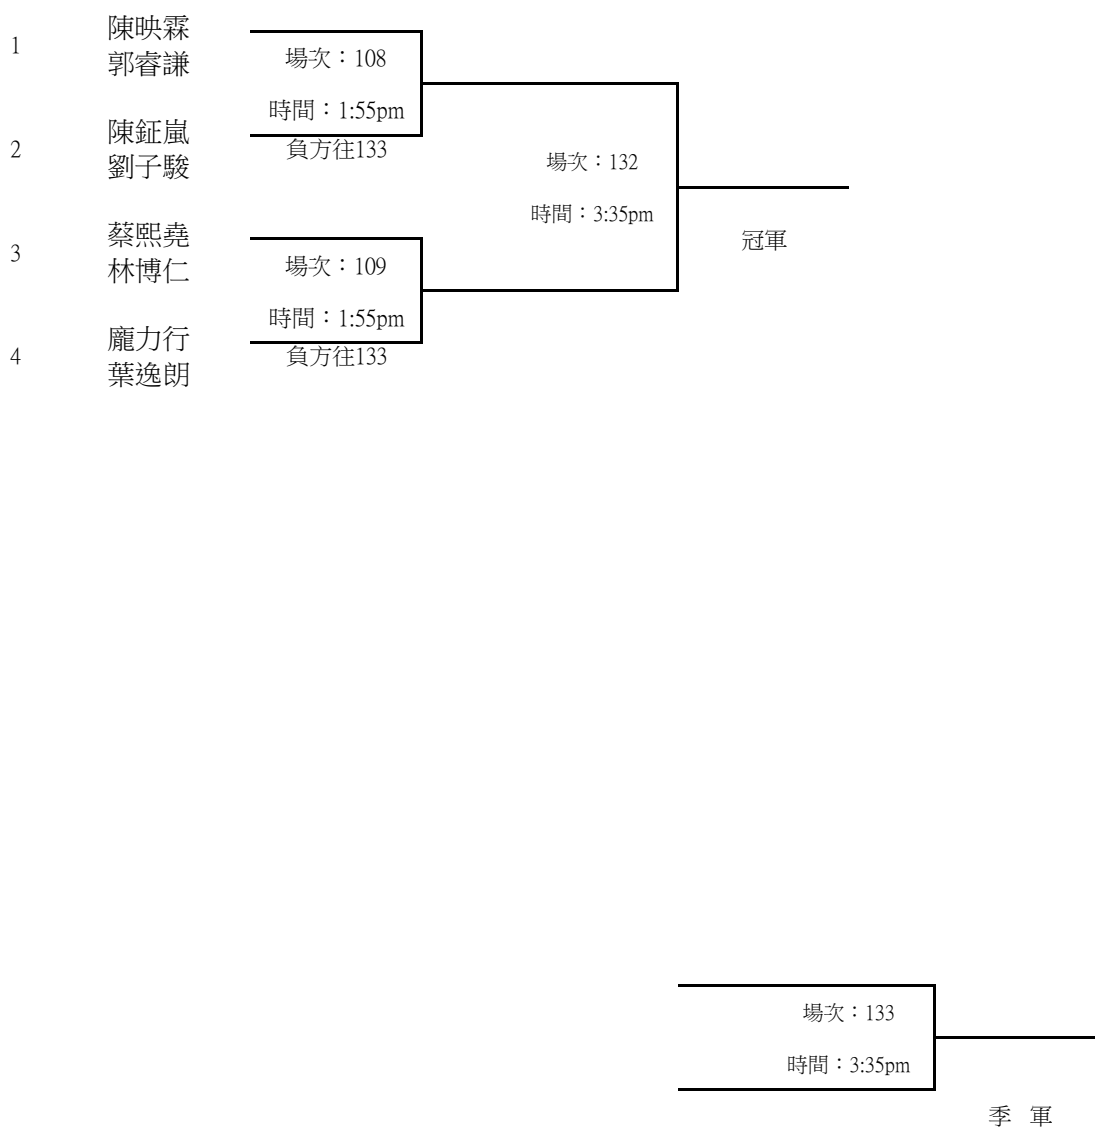 1
陳映霖
郭睿謙
場次：108
時間：1:55pm
2
陳鉦嵐
劉子駿
負方往133
場次：132
時間：3:35pm
冠軍
3
蔡熙堯
林博仁
場次：109
時間：1:55pm
4
龐力行
葉逸朗
負方往133
場次：133
時間：3:35pm
季 軍